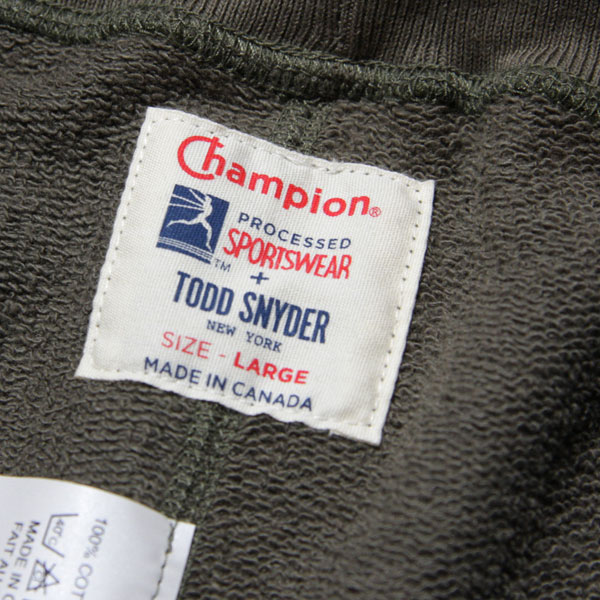 Champion®
PROCESSED
SPORTSWEAR
TM
+
TODD SNYDER
NEW YORK
SIZE - LARGE
MADE IN CANADA
100% COT
40°C
MADE IN C
FAIT AU